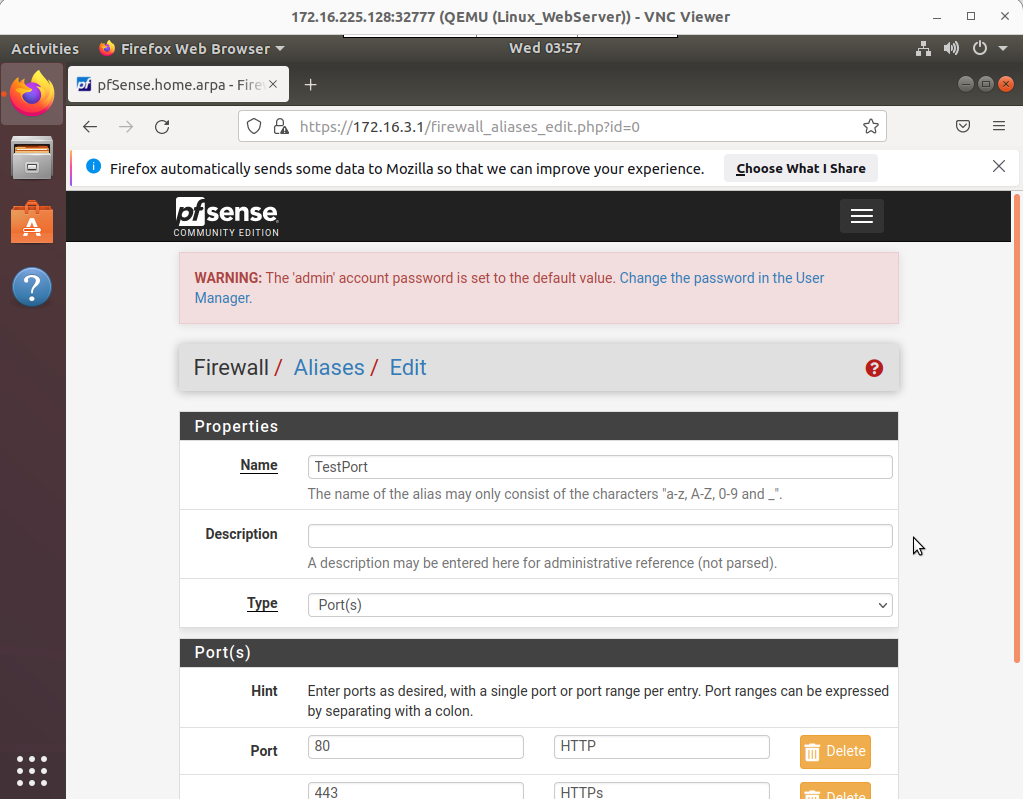 172.16.225.128:32777 (QEMU (Linux_WebServer)) - VNC Viewer
Activities Firefox Web Browser Wed 03:57
pfSense.home.arpa - Fire
https://172.16.3.1/firewall_aliases_edit.php?id=0
Firefox automatically sends some data to Mozilla so that we can improve your experience. Choose What I Share
pfsense
COMMUNITY EDITION
WARNING: The 'admin' account password is set to the default value. Change the password in the User
Manager.
Firewall / Aliases / Edit
Properties
Name TestPort
The name of the alias may only consist of the characters "a-z, A-Z, 0-9 and _".
Description
A description may be entered here for administrative reference (not parsed).
Type Port(s)
Port(s)
Hint Enter ports as desired, with a single port or port range per entry. Port ranges can be expressed
by separating with a colon.
Port 80 HTTP Delete
443 HTTPs Delete